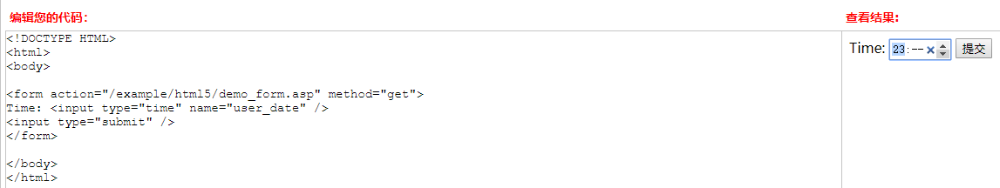 编辑您的代码:
查看结果:
<!DOCTYPE HTML>
<html>
<body>
<form action="/example/html5/demo_form.asp" method="get">
Time: <input type="time" name="user_date" />
<input type="submit" />
</form>
</body>
</html>
Time: 23:-- 提交